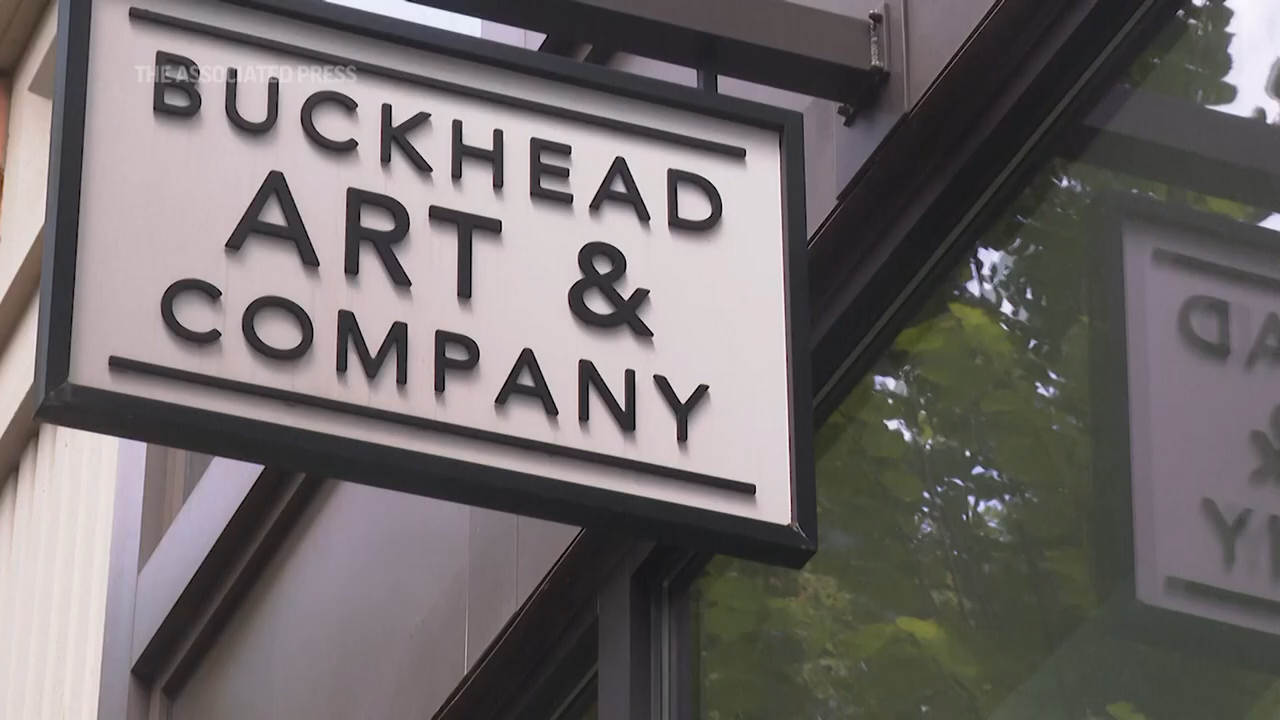 THE ASSOCIATED PRESS
BUCKHEAD
ART &
COMPANY